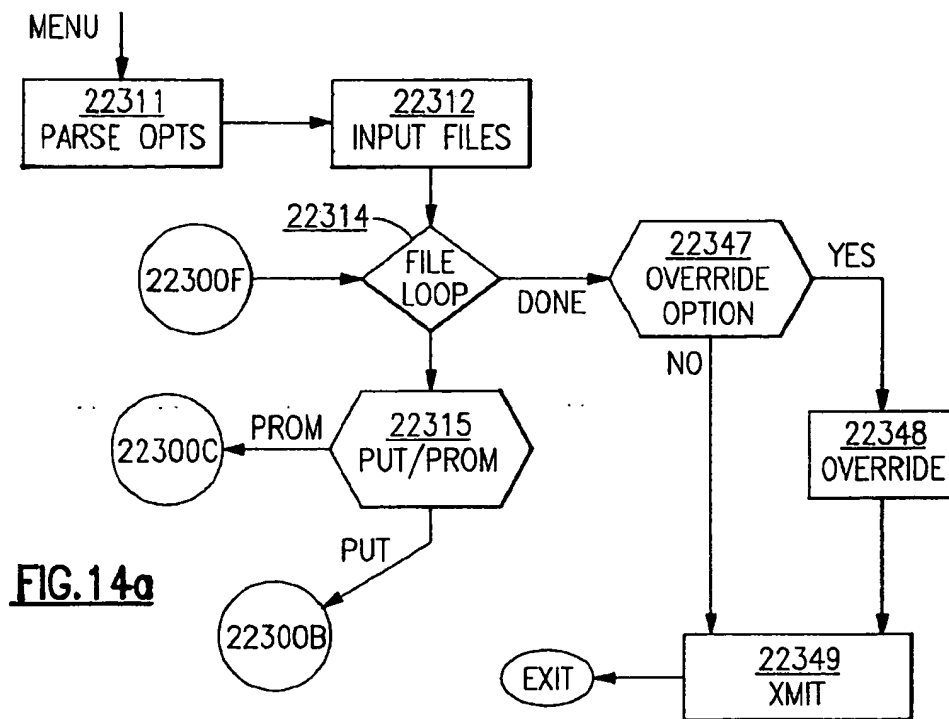 MENU
22311
PARSE OPTS
22312
INPUT FILES
22314
FILE
LOOP
22300F
DONE
22347
OVERRIDE
OPTION
YES
NO
22315
PUT/PROM
PROM
22300C
22348
OVERRIDE
PUT
22300B
FIG. 14a
22349
XMIT
EXIT